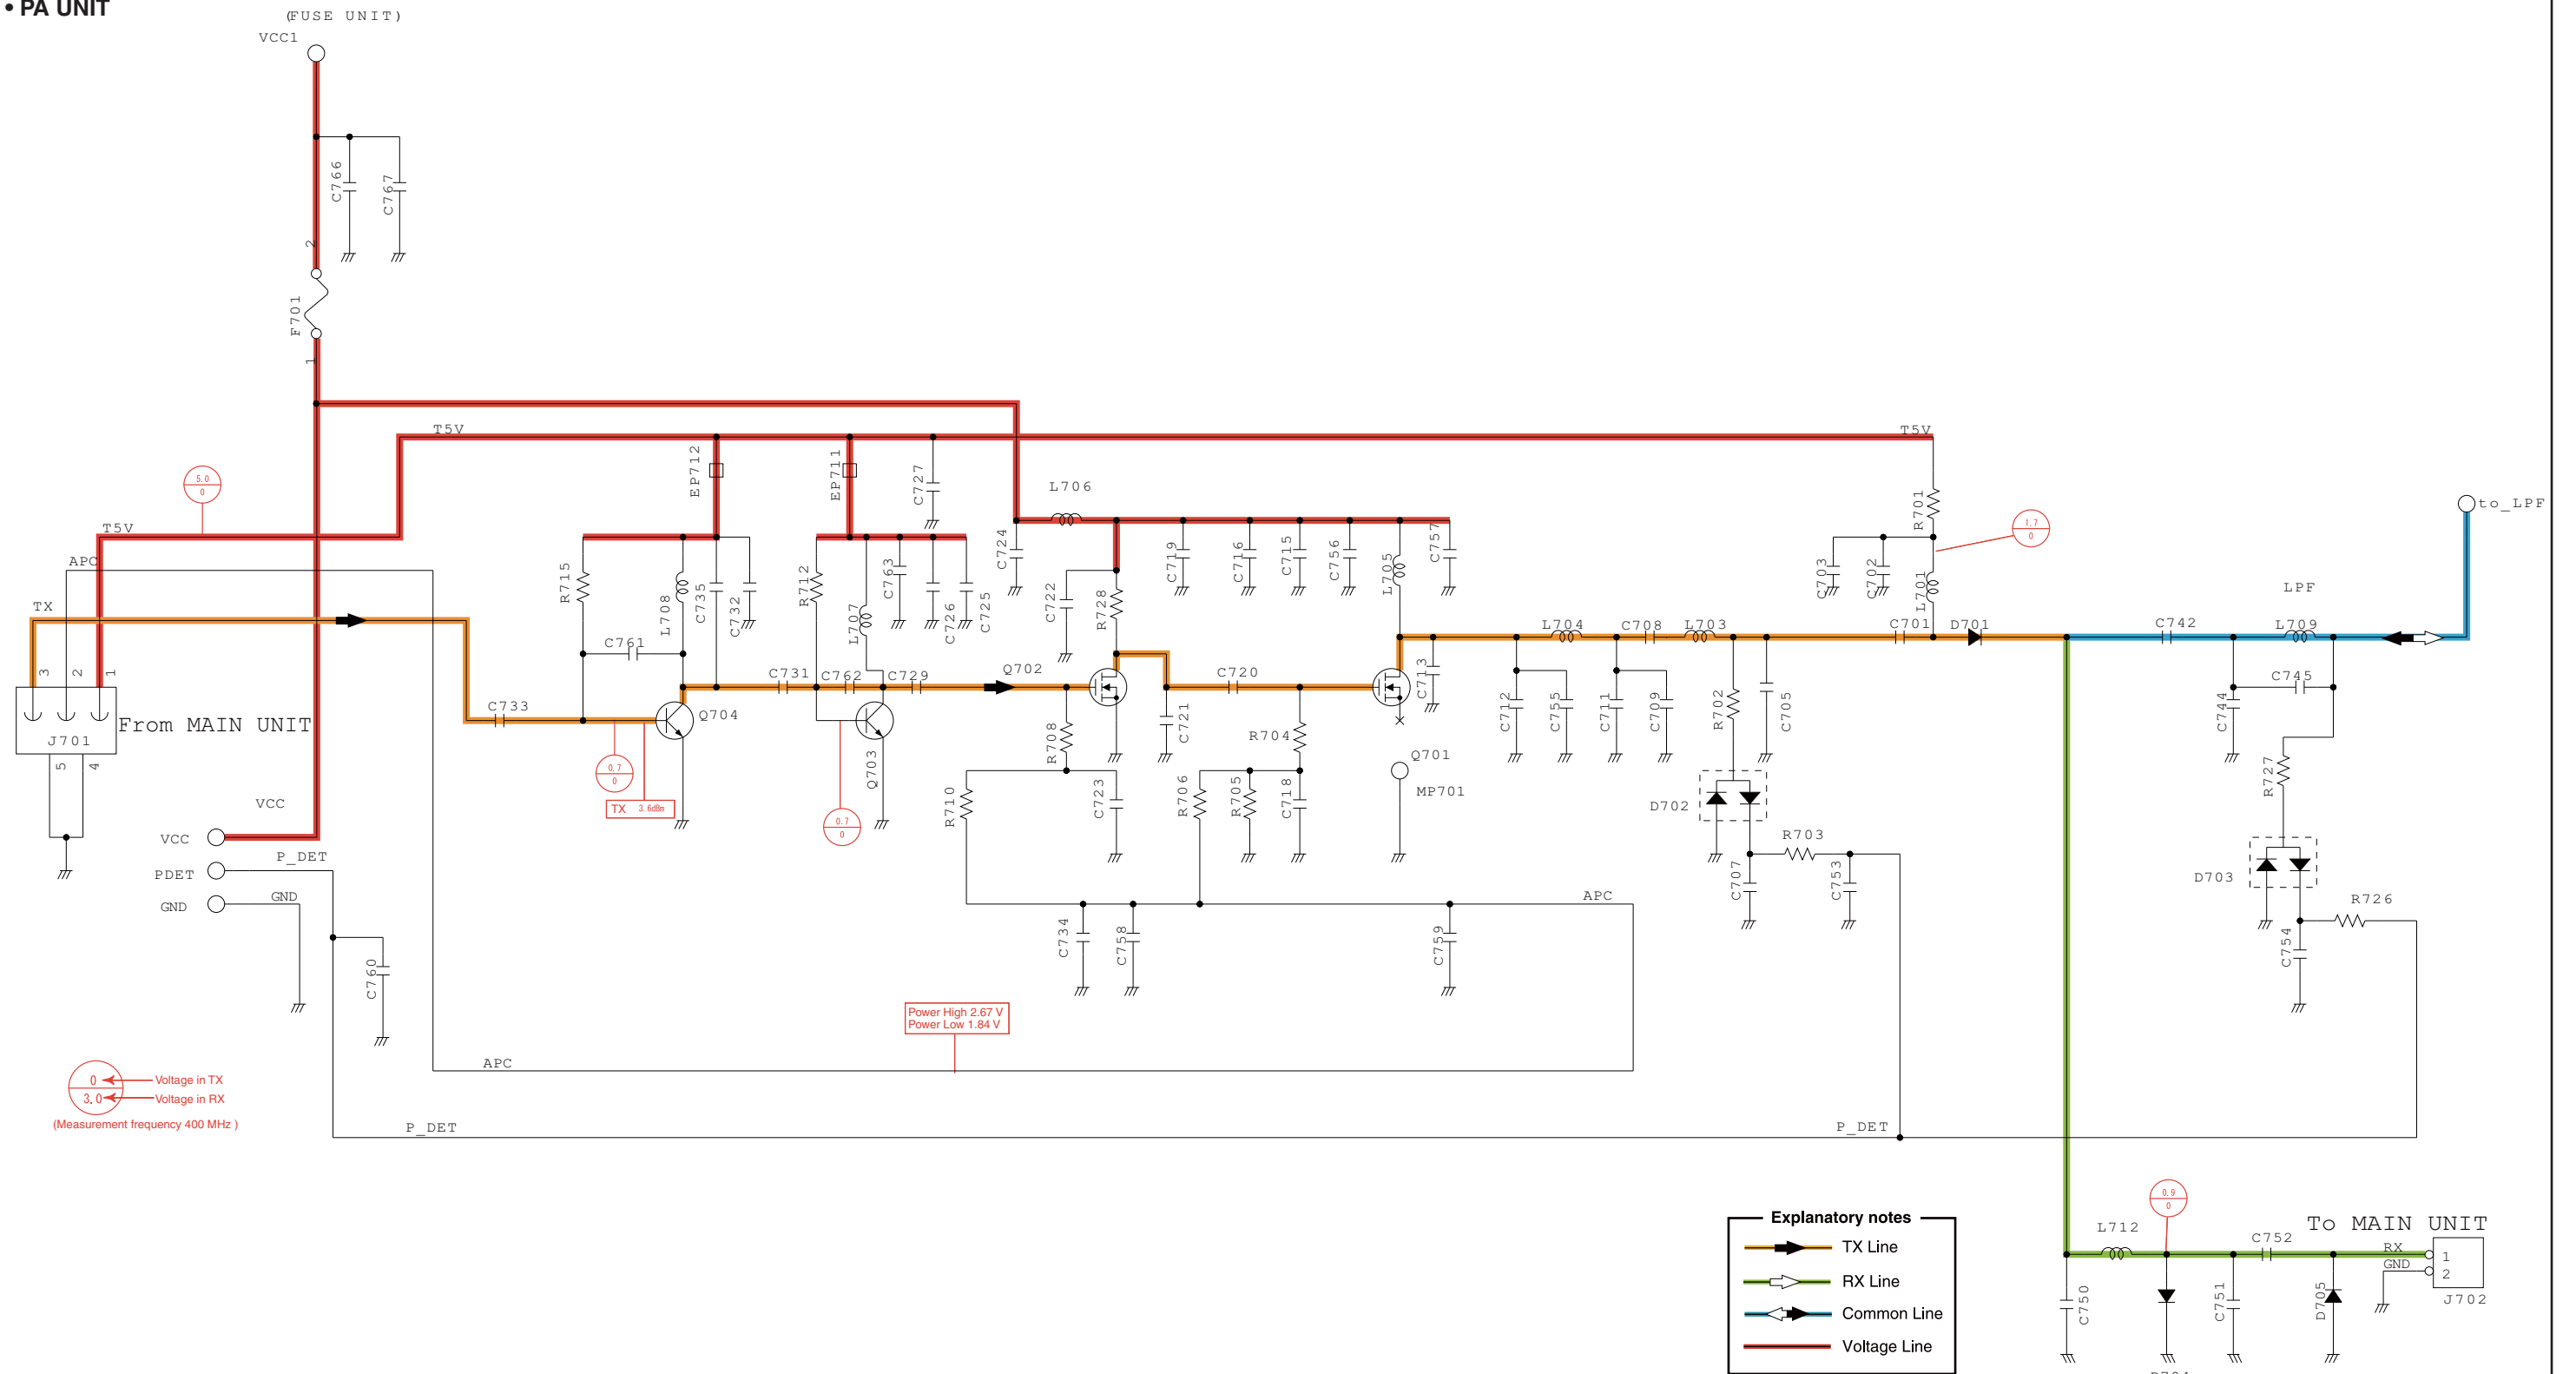 • PA UNIT
(FUSE UNIT)
VCC1
C766
C767
2
F701
1
T5V
T5V
5.0
0
EP712
EP711
C727
L706
R701
1.7
0
to_LPF
T5V
APC
TX
R715
L708
C735
C732
R712
L707
C763
C726
C725
C724
C722
R728
C719
C716
C715
C756
L705
C757
C703
C702
L701
LPF
C761
L704
C708
L703
C701
D701
C742
L709
3
2
1
C731
C762
C729
Q702
C720
C713
C712
C755
C711
C709
R702
C705
C744
C745
C733
Q704
From MAIN UNIT
J701
5
4
0.7
0
TX 3.6dBm
Q703
0.7
0
R708
C721
R704
Q701
MP701
R710
C723
R706
R705
C718
D702
R703
C707
C753
R727
D703
R726
C754
VCC
VCC
P_DET
PDET
GND
GND
C760
C734
C758
C759
APC
Power High 2.67 V
Power Low 1.84 V
APC
0
3.0
Voltage in TX
Voltage in RX
(Measurement frequency 400 MHz )
P_DET
P_DET
Explanatory notes
TX Line
RX Line
Common Line
Voltage Line
0.9
0
L712
C752
To MAIN UNIT
RX
1
GND
2
J702
C750
C751
D705